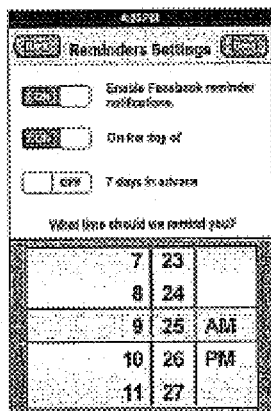 Reminders Settings
Enable Facebook reminder
notifications.
On the day of
OFF 7 days in advance
What time should we remind you?
7 23
8 24
9 25 AM
10 26 PM
11 27